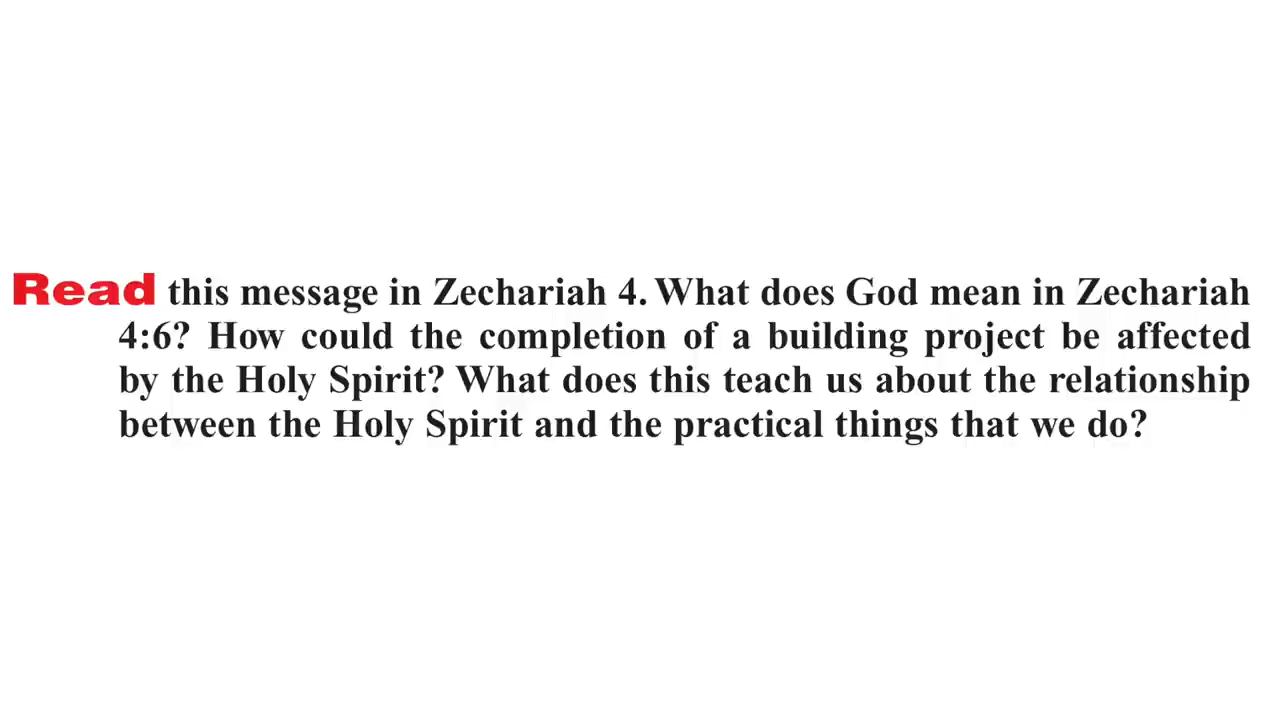 Read this message in Zechariah 4. What does God mean in Zechariah
4:6? How could the completion of a building project be affected
by the Holy Spirit? What does this teach us about the relationship
between the Holy Spirit and the practical things that we do?